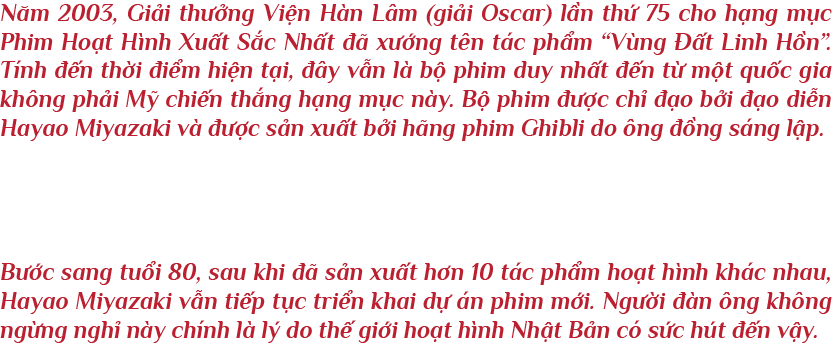 Năm 2003, Giải thưởng Viện Hàn Lâm (giải Oscar) lần thứ 75 cho hạng mục
Phim Hoạt Hình Xuất Sắc Nhất đã xướng tên tác phẩm “Vùng Đất Linh Hồn”.
Tính đến thời điểm hiện tại, đây vẫn là bộ phim duy nhất đến từ một quốc gia
không phải Mỹ chiến thắng hạng mục này. Bộ phim được chỉ đạo bởi đạo diễn
Hayao Miyazaki và được sản xuất bởi hãng phim Ghibli do ông đồng sáng lập.
Bước sang tuổi 80, sau khi đã sản xuất hơn 10 tác phẩm hoạt hình khác nhau,
Hayao Miyazaki vẫn tiếp tục triển khai dự án phim mới. Người đàn ông không
ngừng nghỉ này chính là lý do thế giới hoạt hình Nhật Bản có sức hút đến vậy.